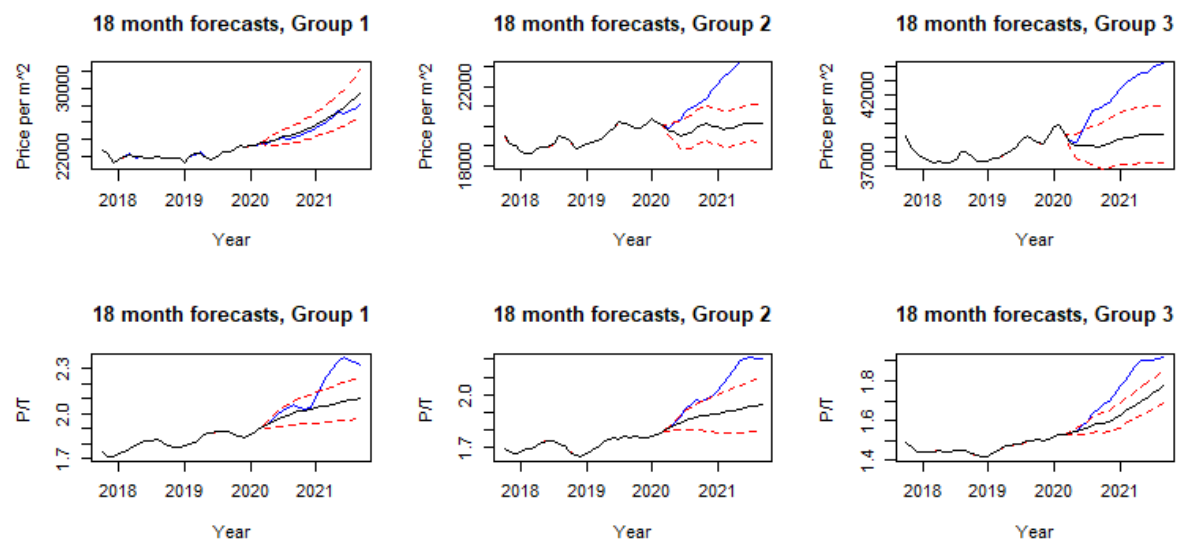 18 month forecasts, Group 1
Price per m^2
22000
30000
2018 2019 2020 2021
Year
18 month forecasts, Group 2
Price per m^2
18000
22000
2018 2019 2020 2021
Year
18 month forecasts, Group 3
Price per m^2
37000
42000
2018 2019 2020 2021
Year
18 month forecasts, Group 1
P/T
1.7 2.0 2.3
2018 2019 2020 2021
Year
18 month forecasts, Group 2
P/T
1.7 2.0
2018 2019 2020 2021
Year
18 month forecasts, Group 3
P/T
1.4 1.6 1.8
2018 2019 2020 2021
Year